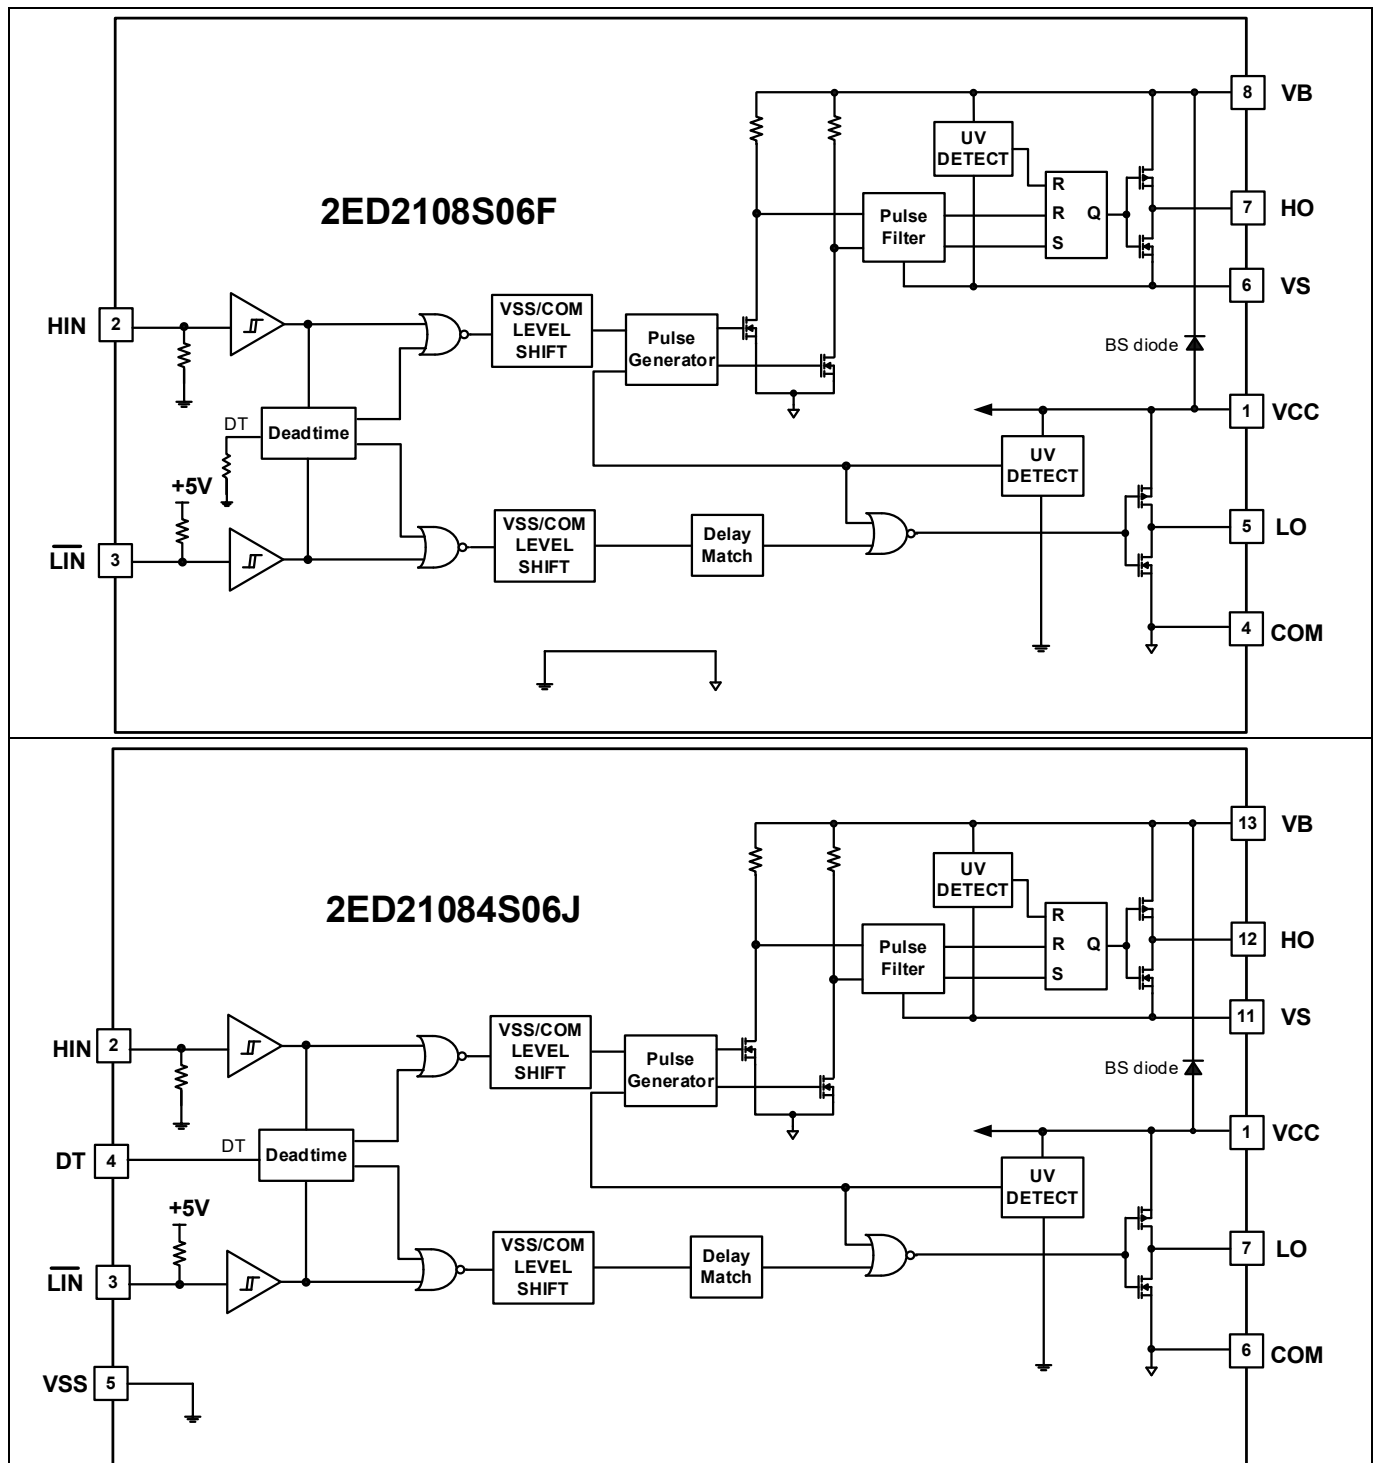 8 VB
UV
DETECT
2ED2108S06F
R
Pulse
Filter
R Q
S
7 HO
6 VS
HIN 2
VSS/COM
LEVEL
SHIFT
Pulse
Generator
BS diode
DT
Deadtime
1 VCC
UV
DETECT
+5V
VSS/COM
LEVEL
SHIFT
Delay
Match
5 LO
LIN 3
4 COM
13 VB
UV
DETECT
2ED21084S06J
R
Pulse
Filter
R Q
S
12 HO
11 VS
HIN 2
VSS/COM
LEVEL
SHIFT
Pulse
Generator
BS diode
DT 4
DT
Deadtime
1 VCC
UV
DETECT
+5V
VSS/COM
LEVEL
SHIFT
Delay
Match
7 LO
LIN 3
6 COM
VSS 5